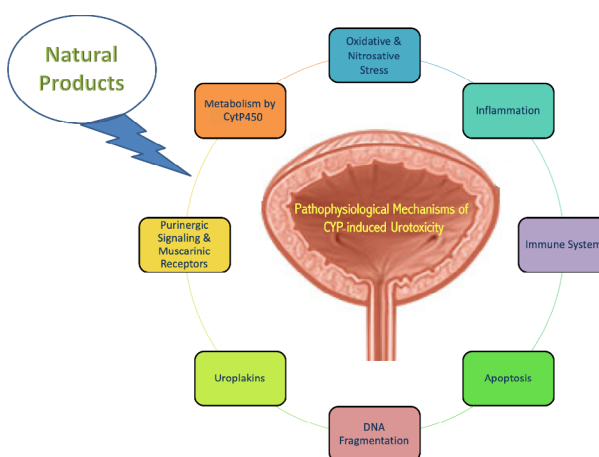 Natural
Products
Oxidative &
Nitrosative
Stress
Metabolism by
CytP450
Inflammation
Pathophysiological Mechanisms of
CYP-induced Urotoxicity
Purinergic
Signaling &
Muscarinic
Receptors
Immune System
Uroplakins
Apoptosis
DNA
Fragmentation